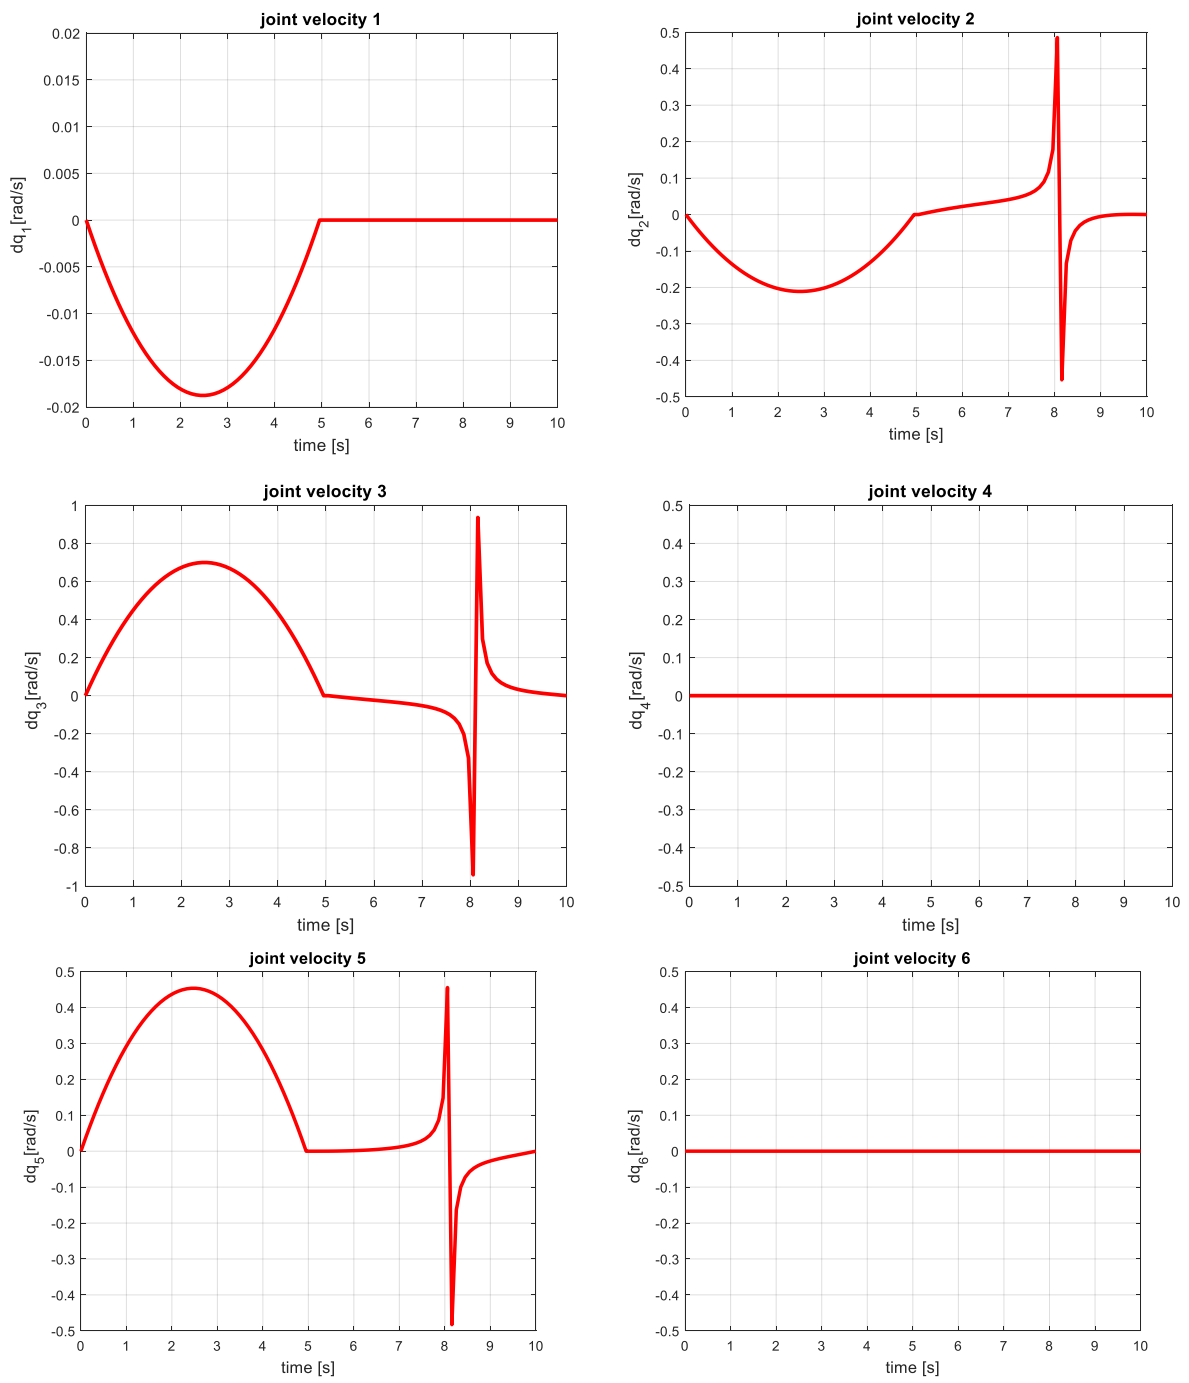 joint velocity 1
0.02
0.015
0.01
0.005
0
-0.005
-0.01
-0.015
-0.02
0 1 2 3 4 5 6 7 8 9 10
dq1[rad/s]
time [s]
joint velocity 2
0.5
0.4
0.3
0.2
0.1
0
-0.1
-0.2
-0.3
-0.4
-0.5
0 1 2 3 4 5 6 7 8 9 10
dq2[rad/s]
time [s]
joint velocity 3
1
0.8
0.6
0.4
0.2
0
-0.2
-0.4
-0.6
-0.8
-1
0 1 2 3 4 5 6 7 8 9 10
dq3[rad/s]
time [s]
joint velocity 4
0.5
0.4
0.3
0.2
0.1
0
-0.1
-0.2
-0.3
-0.4
-0.5
0 1 2 3 4 5 6 7 8 9 10
dq4[rad/s]
time [s]
joint velocity 5
0.5
0.4
0.3
0.2
0.1
0
-0.1
-0.2
-0.3
-0.4
-0.5
0 1 2 3 4 5 6 7 8 9 10
dq5[rad/s]
time [s]
joint velocity 6
0.5
0.4
0.3
0.2
0.1
0
-0.1
-0.2
-0.3
-0.4
-0.5
0 1 2 3 4 5 6 7 8 9 10
dq6[rad/s]
time [s]